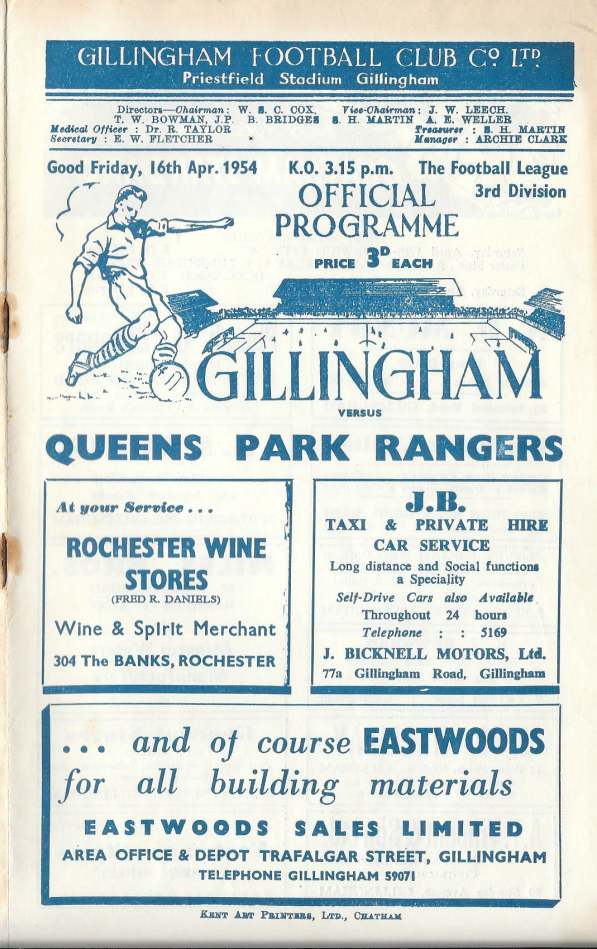 GILLINGHAM FOOTBALL CLUB Cº LTD.
Priestfield Stadium Gillingham
Directors—Chairman: W. S. C. COX. Vice-Chairman: J. W. LEECH.
T. W. BOWMAN, J.P. B. BRIDGES S. H. MARTIN A. E. WELLER
Medical Officer : Dr. R. TAYLOR Treasurer : S. H. MARTIN
Secretary : E. W. FLETCHER Manager : ARCHIE CLARK
Good Friday, 16th Apr. 1954 K.O. 3.15 p.m. The Football League
3rd Division
OFFICIAL
PROGRAMME
PRICE 3D EACH
GILLINGHAM
VERSUS
QUEENS PARK RANGERS
At your Service . . .
ROCHESTER WINE
STORES
(FRED R. DANIELS)
Wine & Spirit Merchant
304 The BANKS, ROCHESTER
J.B.
TAXI & PRIVATE HIRE
CAR SERVICE
Long distance and Social functions
a Speciality
Self-Drive Cars also Available
Throughout 24 hours
Telephone : : 5169
J. BICKNELL MOTORS, Ltd.
77a Gillingham Road, Gillingham
. . . and of course EASTWOODS
for all building materials
EASTWOODS SALES LIMITED
AREA OFFICE & DEPOT TRAFALGAR STREET, GILLINGHAM
TELEPHONE GILLINGHAM 59071
KENT ART PRINTERS, LTD., CHATHAM